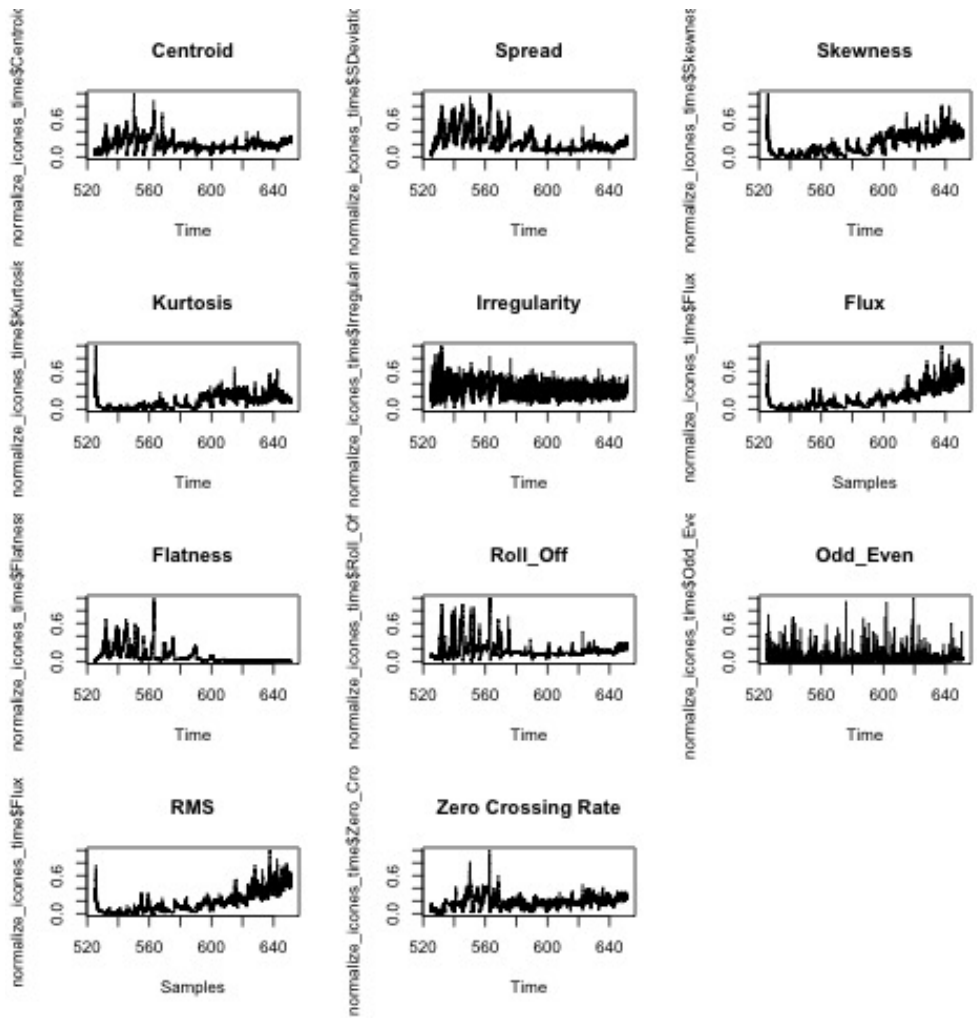 normalize_icones_time$Centroid
Centroid
0.0 0.6
520 560 600 640
Time
normalize_icones_time$SDeviatic
Spread
0.0 0.6
520 560 600 640
Time
normalize_icones_time$Skewnes
Skewness
0.0 0.6
520 560 600 640
Time
normalize_icones_time$Kurtosis
Kurtosis
0.0 0.6
520 560 600 640
Time
normalize_icones_time$Irregulari
Irregularity
0.0 0.6
520 560 600 640
Time
normalize_icones_time$Flux
Flux
0.0 0.6
520 560 600 640
Samples
normalize_icones_time$Flatness
Flatness
0.0 0.6
520 560 600 640
Time
normalize_icones_time$Roll_Of
Roll_Off
0.0 0.6
520 560 600 640
Time
normalize_icones_time$Odd_Eve
Odd_Even
0.0 0.6
520 560 600 640
Time
normalize_icones_time$Flux
RMS
0.0 0.6
520 560 600 640
Samples
normalize_icones_time$Zero_Cro
Zero Crossing Rate
0.0 0.6
520 560 600 640
Time